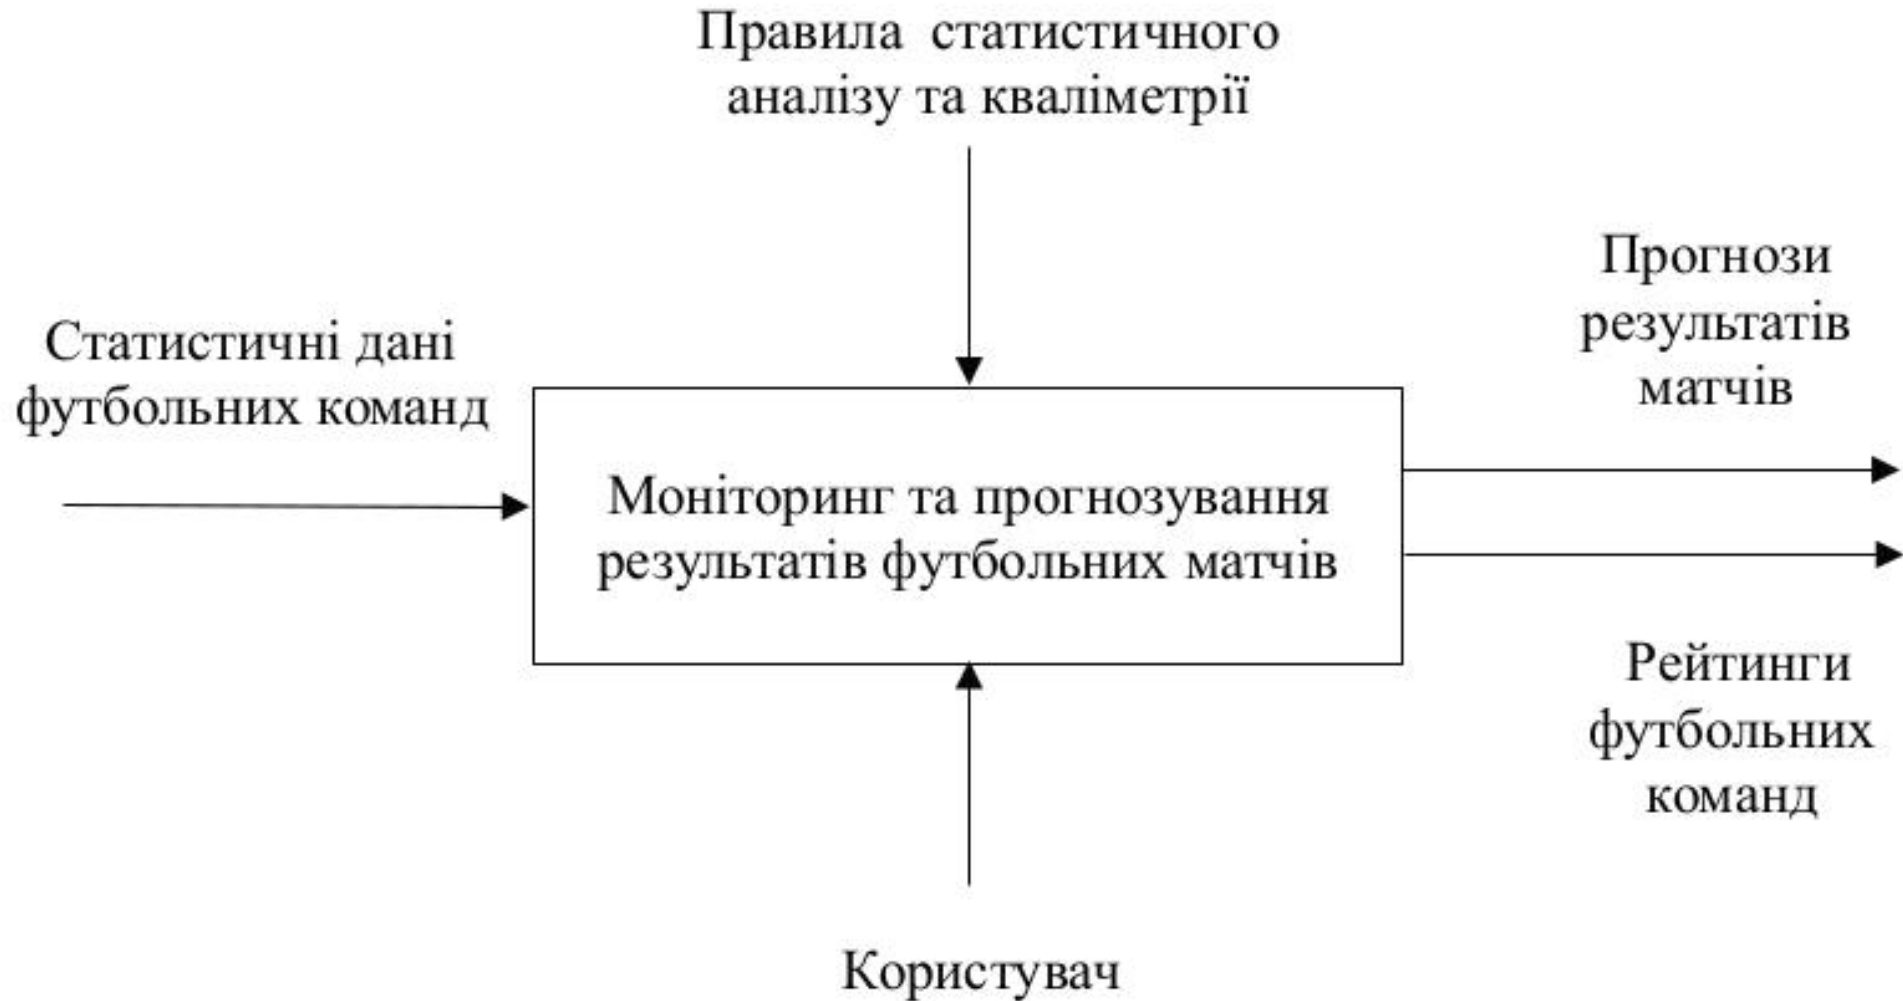 Правила статистичного
аналізу та кваліметрії
Статистичні дані
футбольних команд
Моніторинг та прогнозування
результатів футбольних матчів
Прогнози
результатів
матчів
Рейтинги
футбольних
команд
Користувач